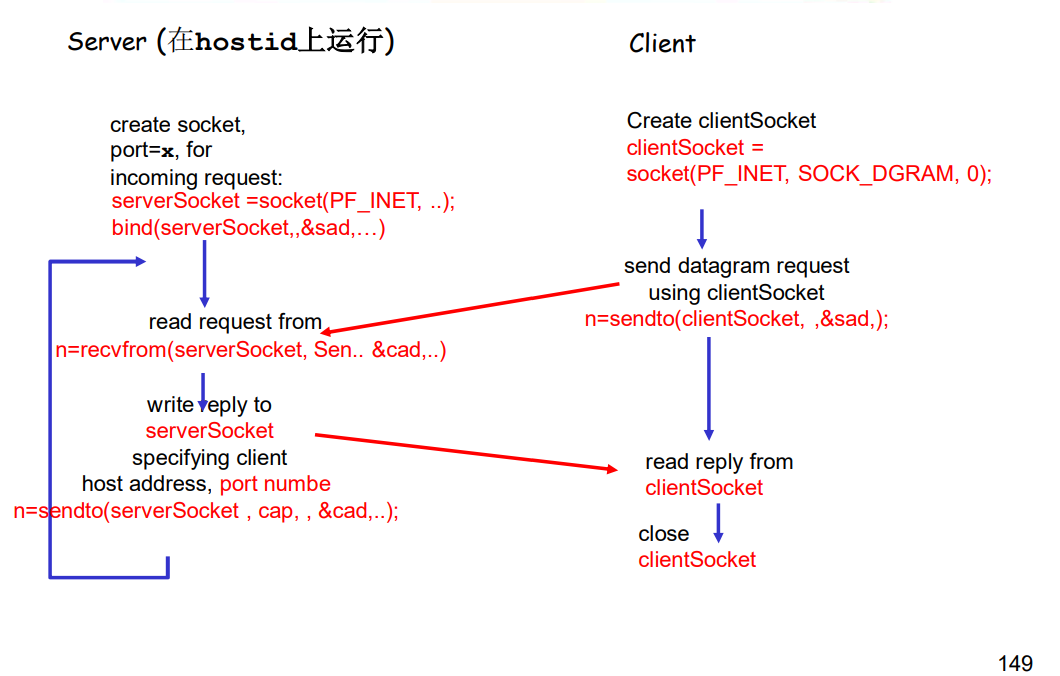 Server (在hostid上运行)
create socket,
port=x, for
incoming request:
serverSocket =socket(PF_INET, ..);
bind(serverSocket,,&sad,…)
read request from
n=recvfrom(serverSocket, Sen.. &cad,..)
write reply to
serverSocket
specifying client
host address, port numbe
n=sendto(serverSocket , cap, , &cad,..);
Client
Create clientSocket
clientSocket =
socket(PF_INET, SOCK_DGRAM, 0);
send datagram request
using clientSocket
n=sendto(clientSocket, ,&sad,);
read reply from
clientSocket
close
clientSocket
149